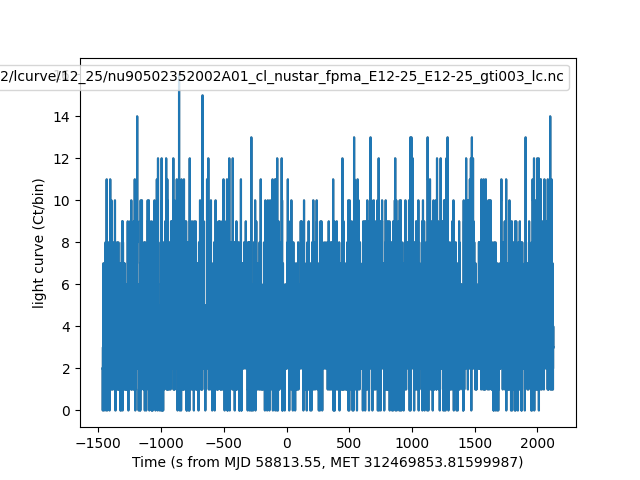 2/lcurve/12_25/nu90502352002A01_cl_nustar_fpma_E12-25_E12-25_gti003_lc.nc
14
12
10
8
6
4
2
0
light curve (Ct/bin)
−1500 −1000 −500 0 500 1000 1500 2000
Time (s from MJD 58813.55, MET 312469853.81599987)